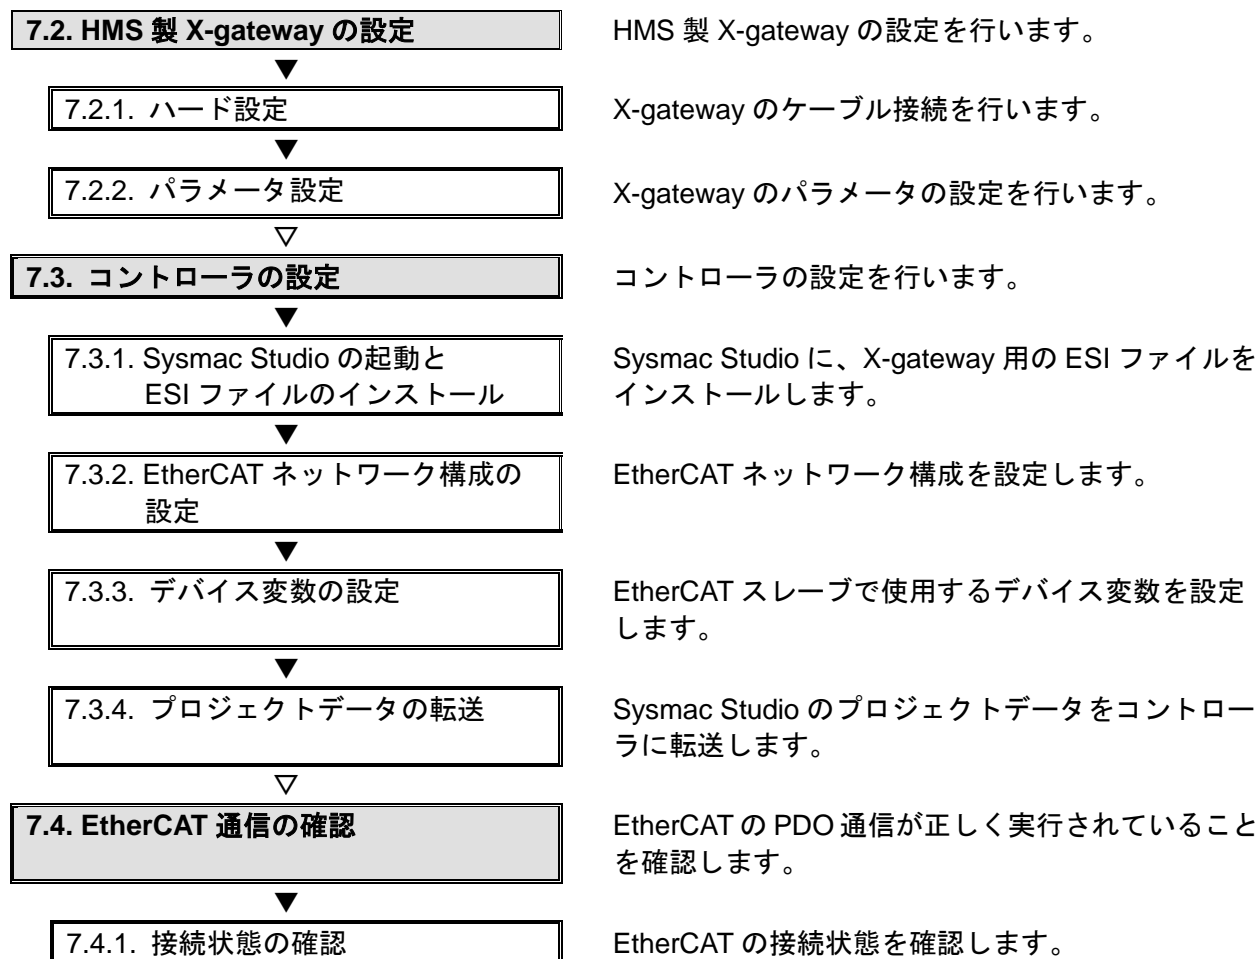 7.2. HMS 製 X-gateway の設定
HMS 製 X-gateway の設定を行います。
▼
7.2.1. ハード設定
X-gateway のケーブル接続を行います。
▼
7.2.2. パラメータ設定
X-gateway のパラメータの設定を行います。
▽
7.3. コントローラの設定
コントローラの設定を行います。
▼
7.3.1. Sysmac Studio の起動と
ESI ファイルのインストール
Sysmac Studio に、X-gateway 用の ESI ファイルを
インストールします。
▼
7.3.2. EtherCAT ネットワーク構成の
設定
EtherCAT ネットワーク構成を設定します。
▼
7.3.3. デバイス変数の設定
EtherCAT スレーブで使用するデバイス変数を設定
します。
▼
7.3.4. プロジェクトデータの転送
Sysmac Studio のプロジェクトデータをコントロー
ラに転送します。
▽
7.4. EtherCAT 通信の確認
EtherCAT の PDO 通信が正しく実行されていること
を確認します。
▼
7.4.1. 接続状態の確認
EtherCAT の接続状態を確認します。